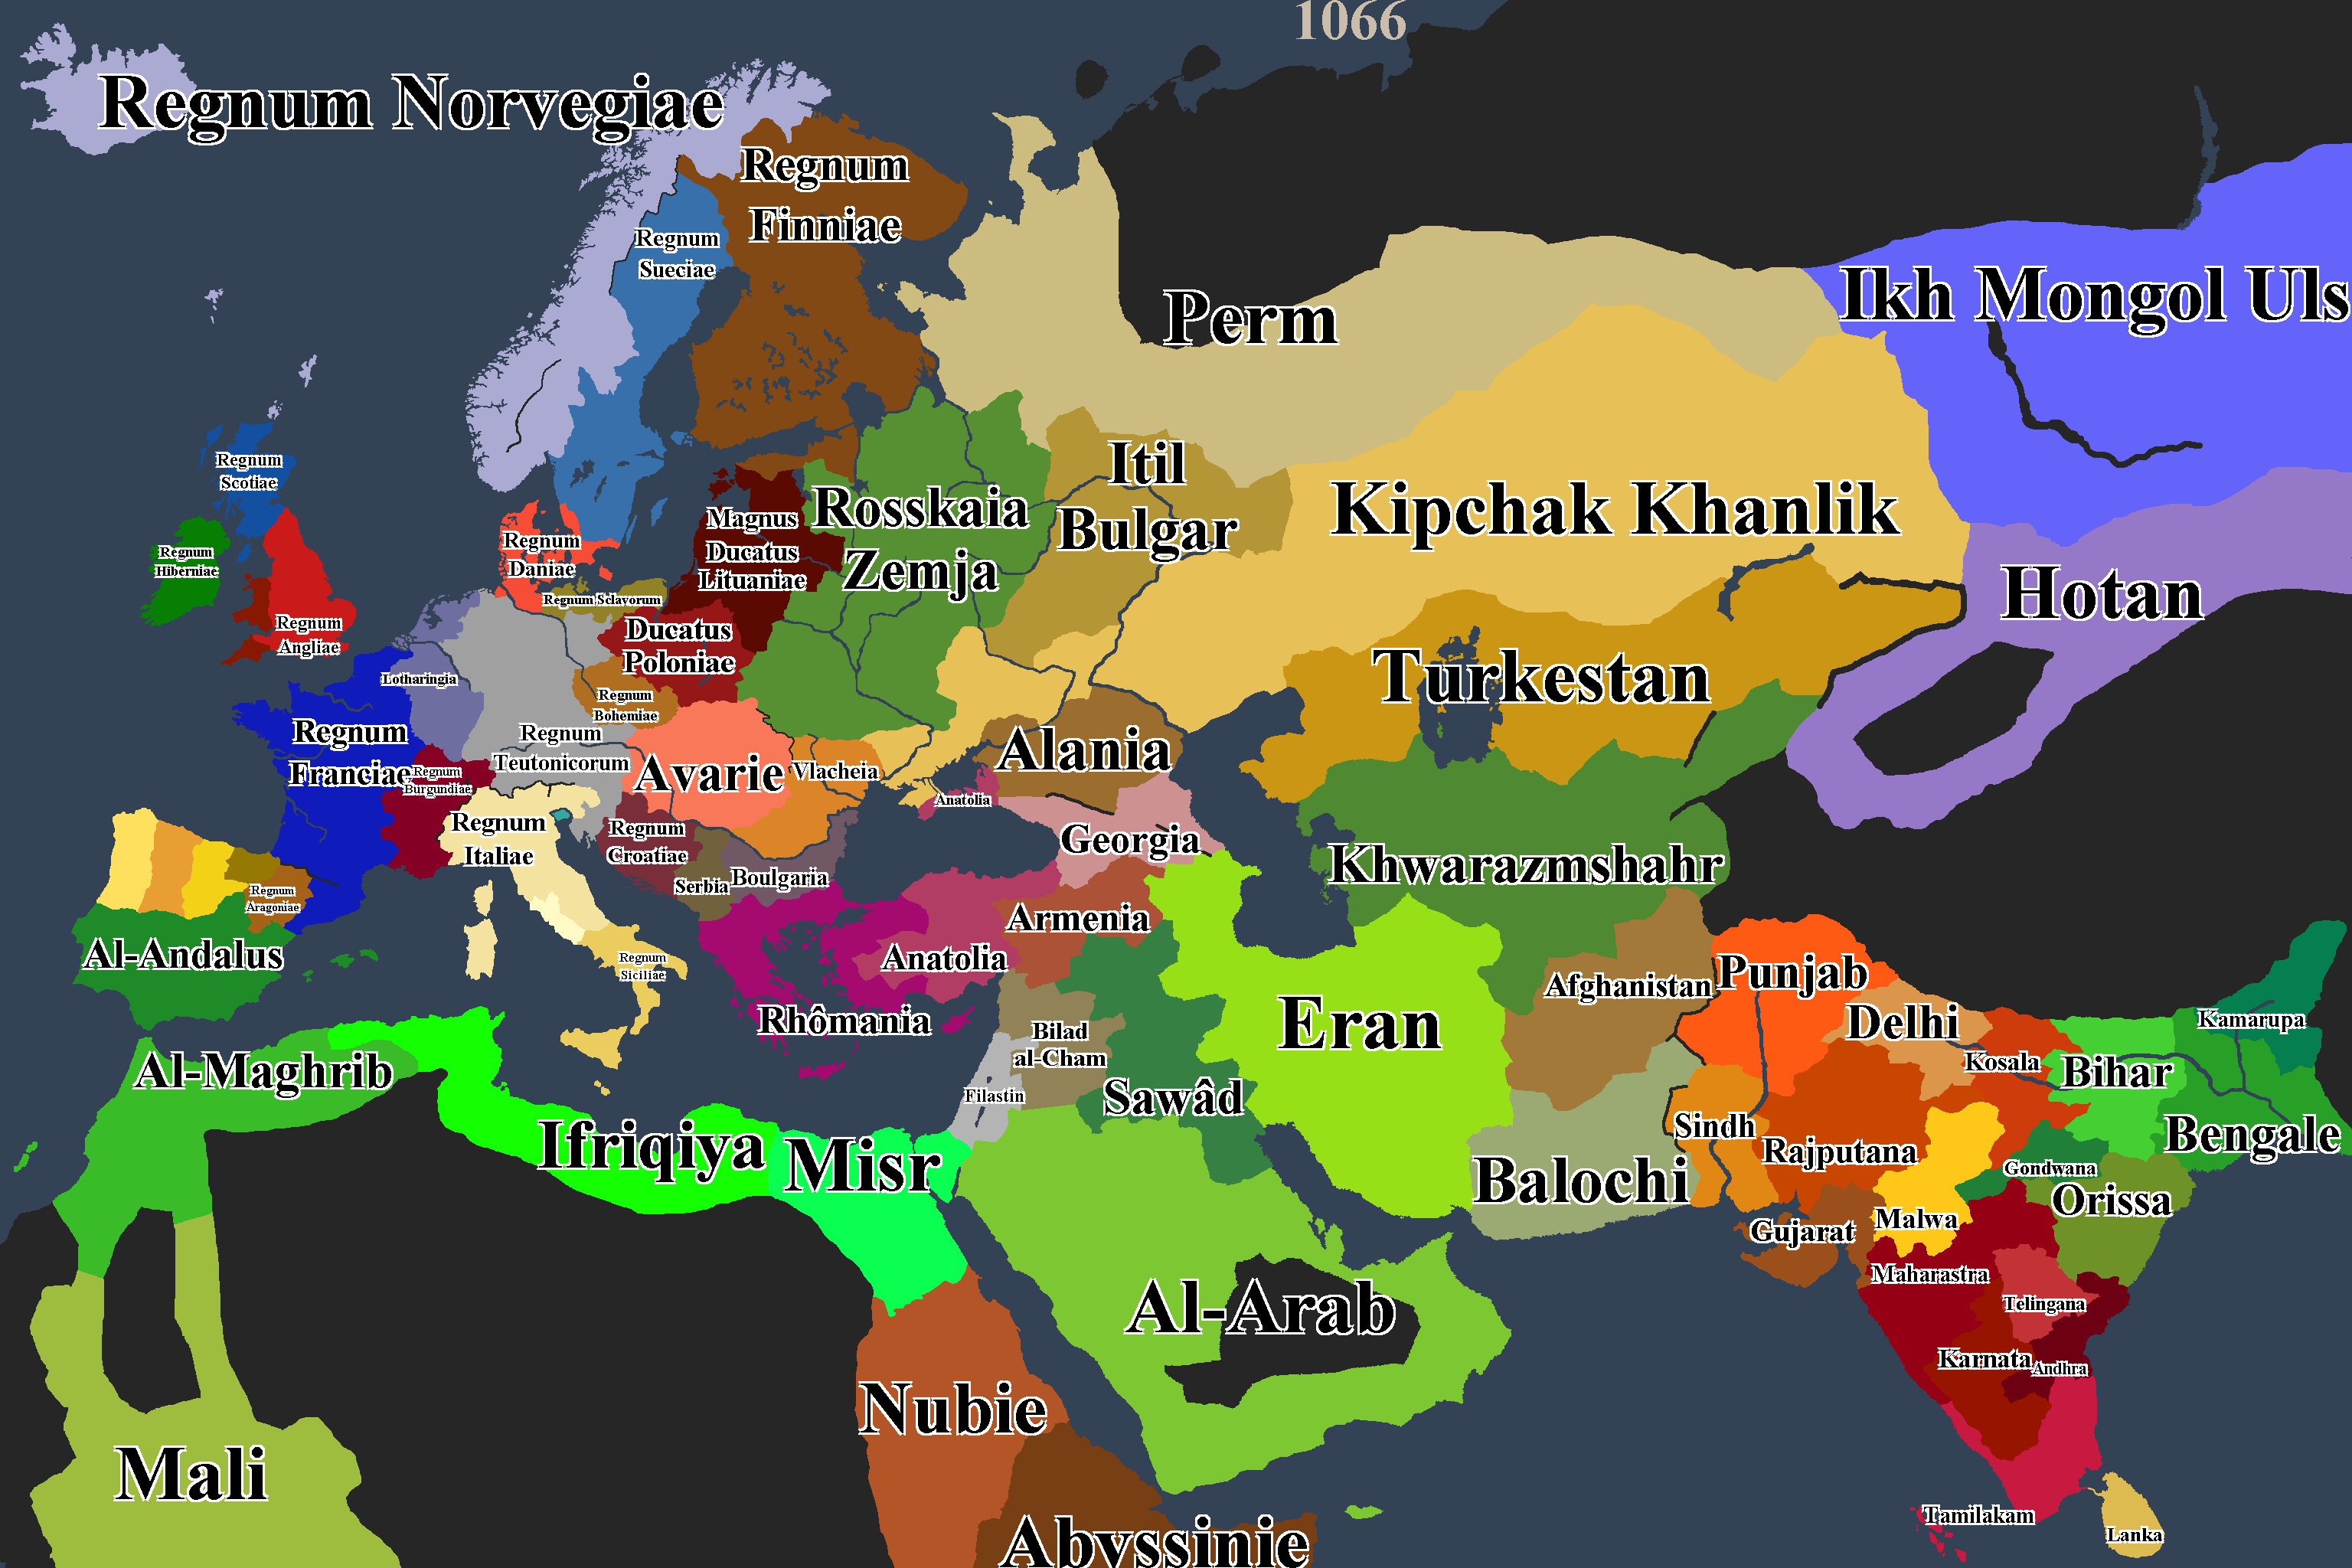 1066
Regnum Norvegiae
Regnum
Finniae
Regnum
Sueciae
Ikh Mongol Uls
Perm
Regnum
Scotiae
Itil
Bulgar
Kipchak Khanlik
Rosskaia
Zemja
Magnus
Ducatus
Lituaniae
Regnum
Daniae
Regnum
Hiberniae
Regnum
Angliae
Regnum Sclavorum
Ducatus
Poloniae
Hotan
Lotharingia
Regnum
Bohemiae
Turkestan
Regnum
Franciae
Regnum
Burgundiae
Regnum
Teutonicorum
Avarie
Vlacheia
Alania
Anatolia
Regnum
Italiae
Regnum
Croatiae
Serbia
Boulgaria
Georgia
Khwarazmshahr
Regnum
Aragoniae
Al-Andalus
Regnum
Siciliae
Armenia
Anatolia
Rhômania
Afghanistan
Punjab
Eran
Delhi
Kamarupa
Bilad
al-Cham
Kosala
Bihar
Al-Maghrib
Filastin
Sawâd
Sindh
Rajputana
Bengale
Ifriqiya
Misr
Balochi
Gondwana
Orissa
Gujarat
Malwa
Maharastra
Telingana
Al-Arab
Karnata
Andhra
Nubie
Mali
Tamilakam
Lanka
Abyssinie